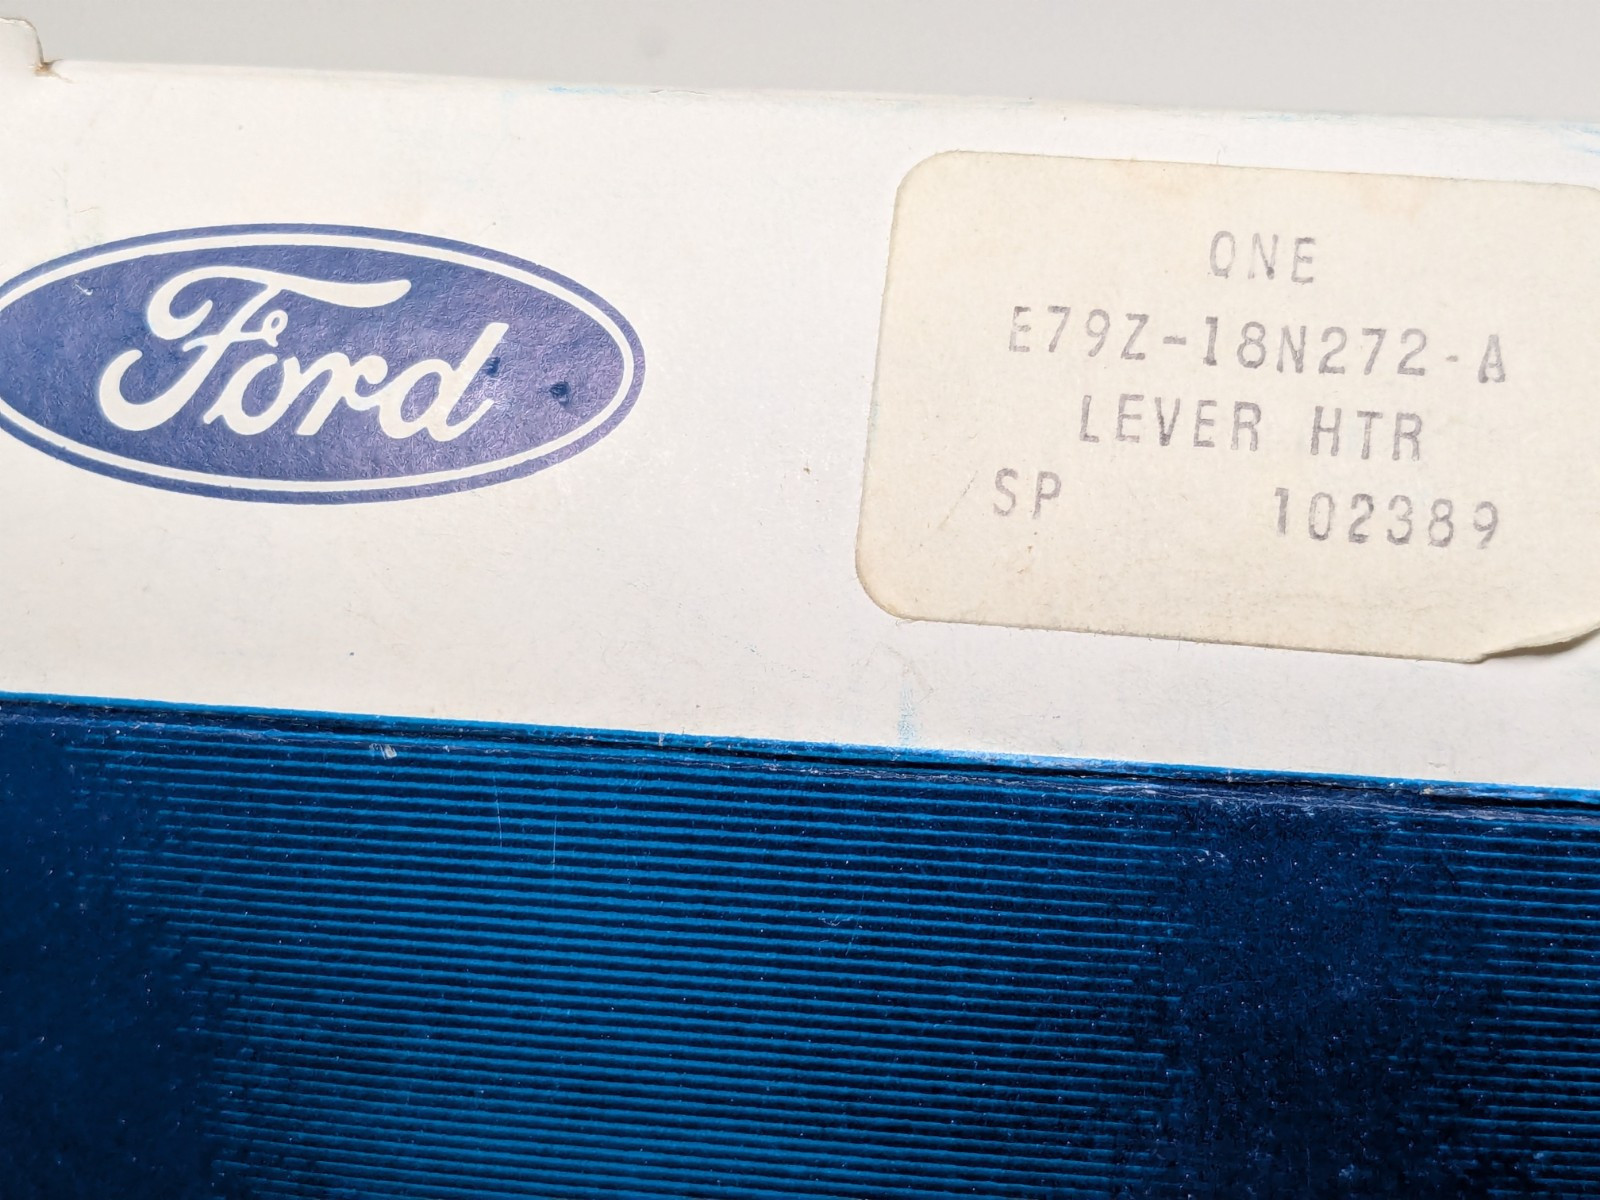 Ford
ONE
E79Z-18N272-A
LEVER HTR
SP 102389